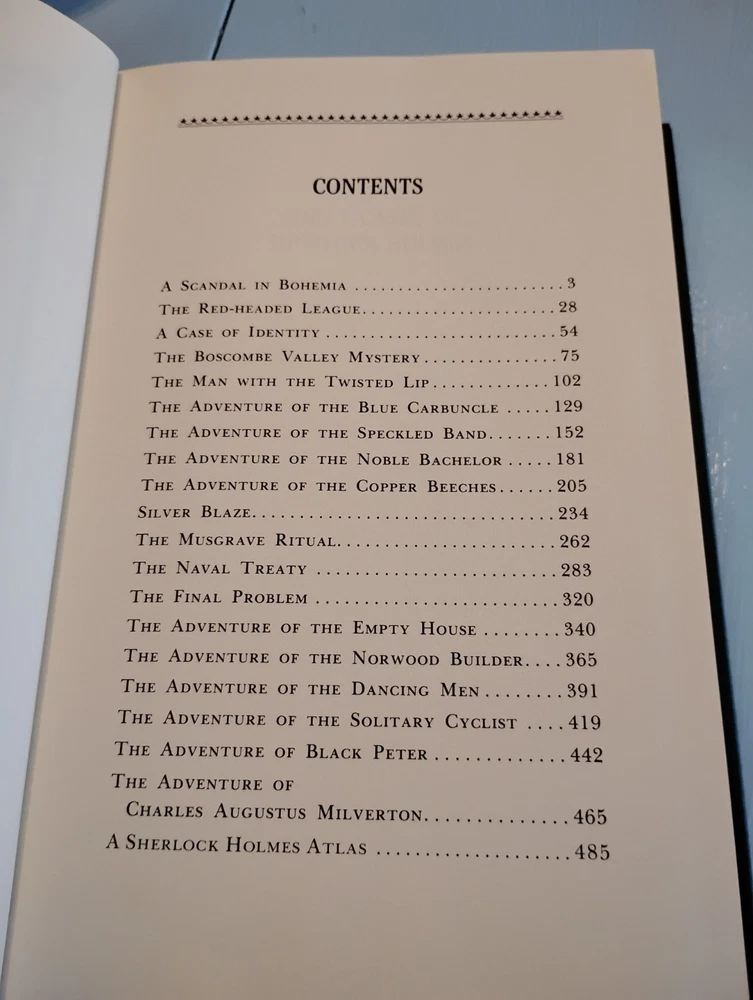 CONTENTS
A Scandal in Bohemia ........................ 3
The Red-headed League ....................... 28
A Case of Identity .......................... 54
The Boscombe Valley Mystery ............... 75
The Man with the Twisted Lip ............. 102
The Adventure of the Blue Carbuncle ..... 129
The Adventure of the Speckled Band ....... 152
The Adventure of the Noble Bachelor ..... 181
The Adventure of the Copper Beeches ...... 205
Silver Blaze ................................ 234
The Musgrave Ritual ....................... 262
The Naval Treaty ......................... 283
The Final Problem ......................... 320
The Adventure of the Empty House ........ 340
The Adventure of the Norwood Builder .... 365
The Adventure of the Dancing Men ........ 391
The Adventure of the Solitary Cyclist .... 419
The Adventure of Black Peter ............. 442
The Adventure of
Charles Augustus Milverton .............. 465
A Sherlock Holmes Atlas .................. 485